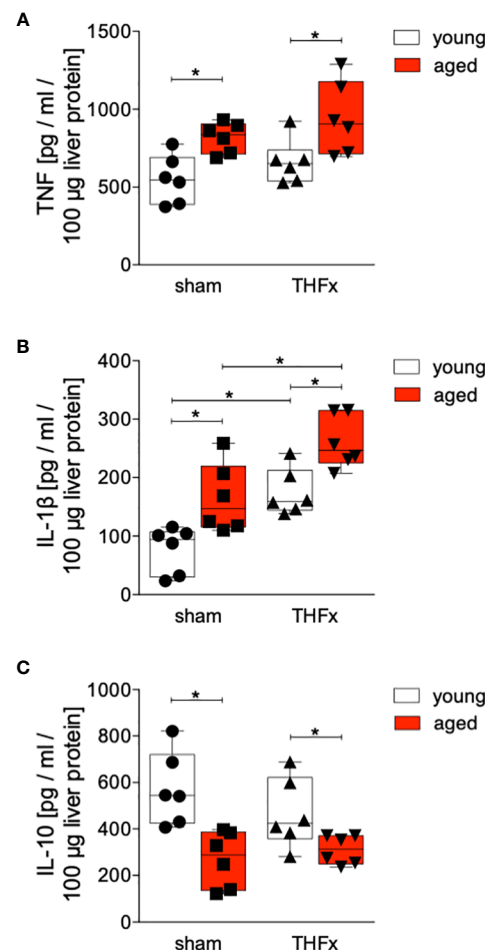 A
TNF [pg / ml /
100 µg liver protein]
1500
1000
500
0
*
*
young
aged
sham
THFx
B
IL-1β [pg / ml /
100 µg liver protein]
400
300
200
100
0
*
*
*
*
young
aged
sham
THFx
C
IL-10 [pg / ml /
100 µg liver protein]
1000
800
600
400
200
0
*
*
young
aged
sham
THFx